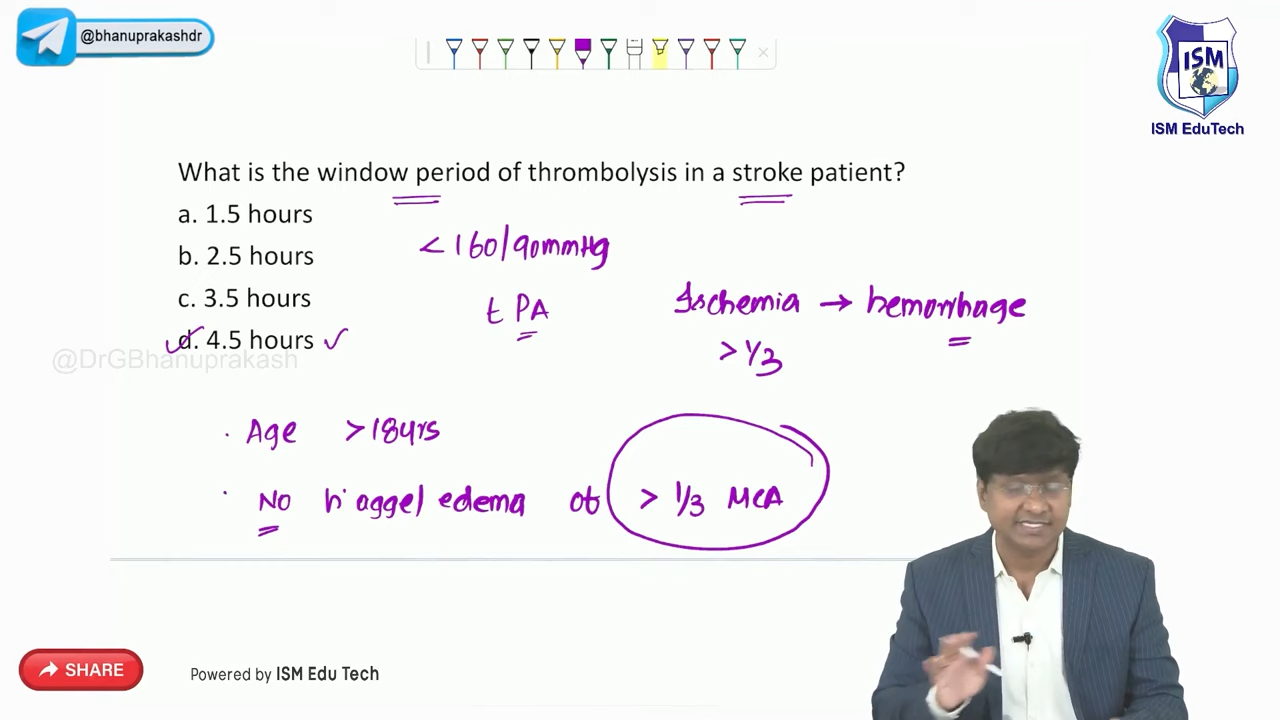 @bhanuprakashdr
ISM
ISM EduTech
What is the window period of thrombolysis in a stroke patient?
a. 1.5 hours
b. 2.5 hours
c. 3.5 hours
d. 4.5 hours
< 160/90mmHg
t PA
Ischemia → hemorrhage
> 1/3
@DrGBhanuprakash
· Age > 18yrs
· No h'age/ edema of > 1/3 MCA
SHARE
Powered by ISM Edu Tech